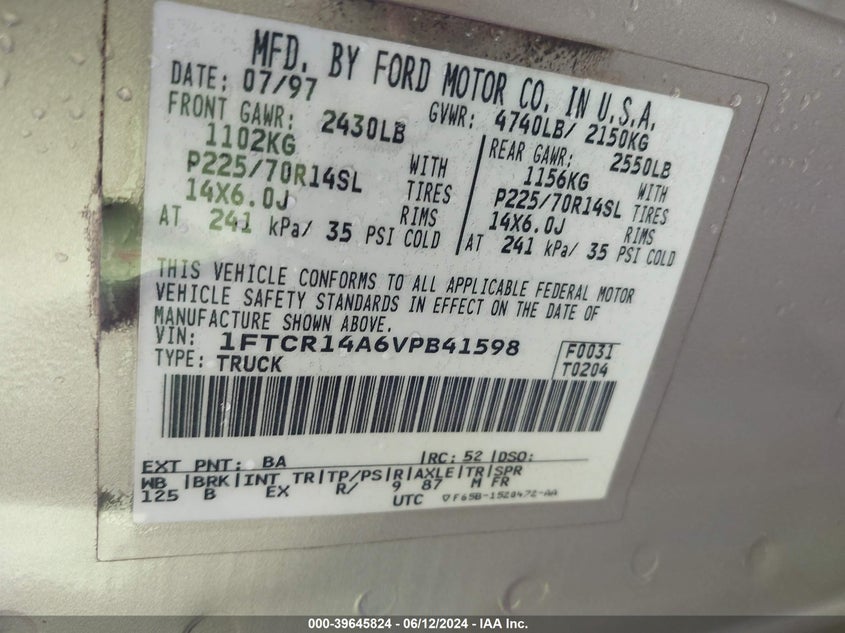 MFD. BY FORD MOTOR CO. IN U.S.A.
DATE: 07/97 GVWR: 4740LB/ 2150KG
FRONT GAWR: 2430LB REAR GAWR: 2550LB
1102KG WITH 1156KG WITH
P225/70R14SL TIRES P225/70R14SL TIRES
14X6.0J RIMS 14X6.0J RIMS
AT 241 kPa/ 35 PSI COLD AT 241 kPa/ 35 PSI COLD
THIS VEHICLE CONFORMS TO ALL APPLICABLE FEDERAL MOTOR
VEHICLE SAFETY STANDARDS IN EFFECT ON THE DATE OF
MANUFACTURE SHOWN ABOVE.
VIN: 1FTCR14A6VPB41598 F0031
TYPE: TRUCK T0204
EXT PNT: BA RC: 52 DSO:
WB BRK INT TR TP/PS R AXLE TR SPR
125 B EX R/ 9 87 M FR
UTC F65B-1520472-AA
000-39645824 - 06/12/2024 - IAA Inc.